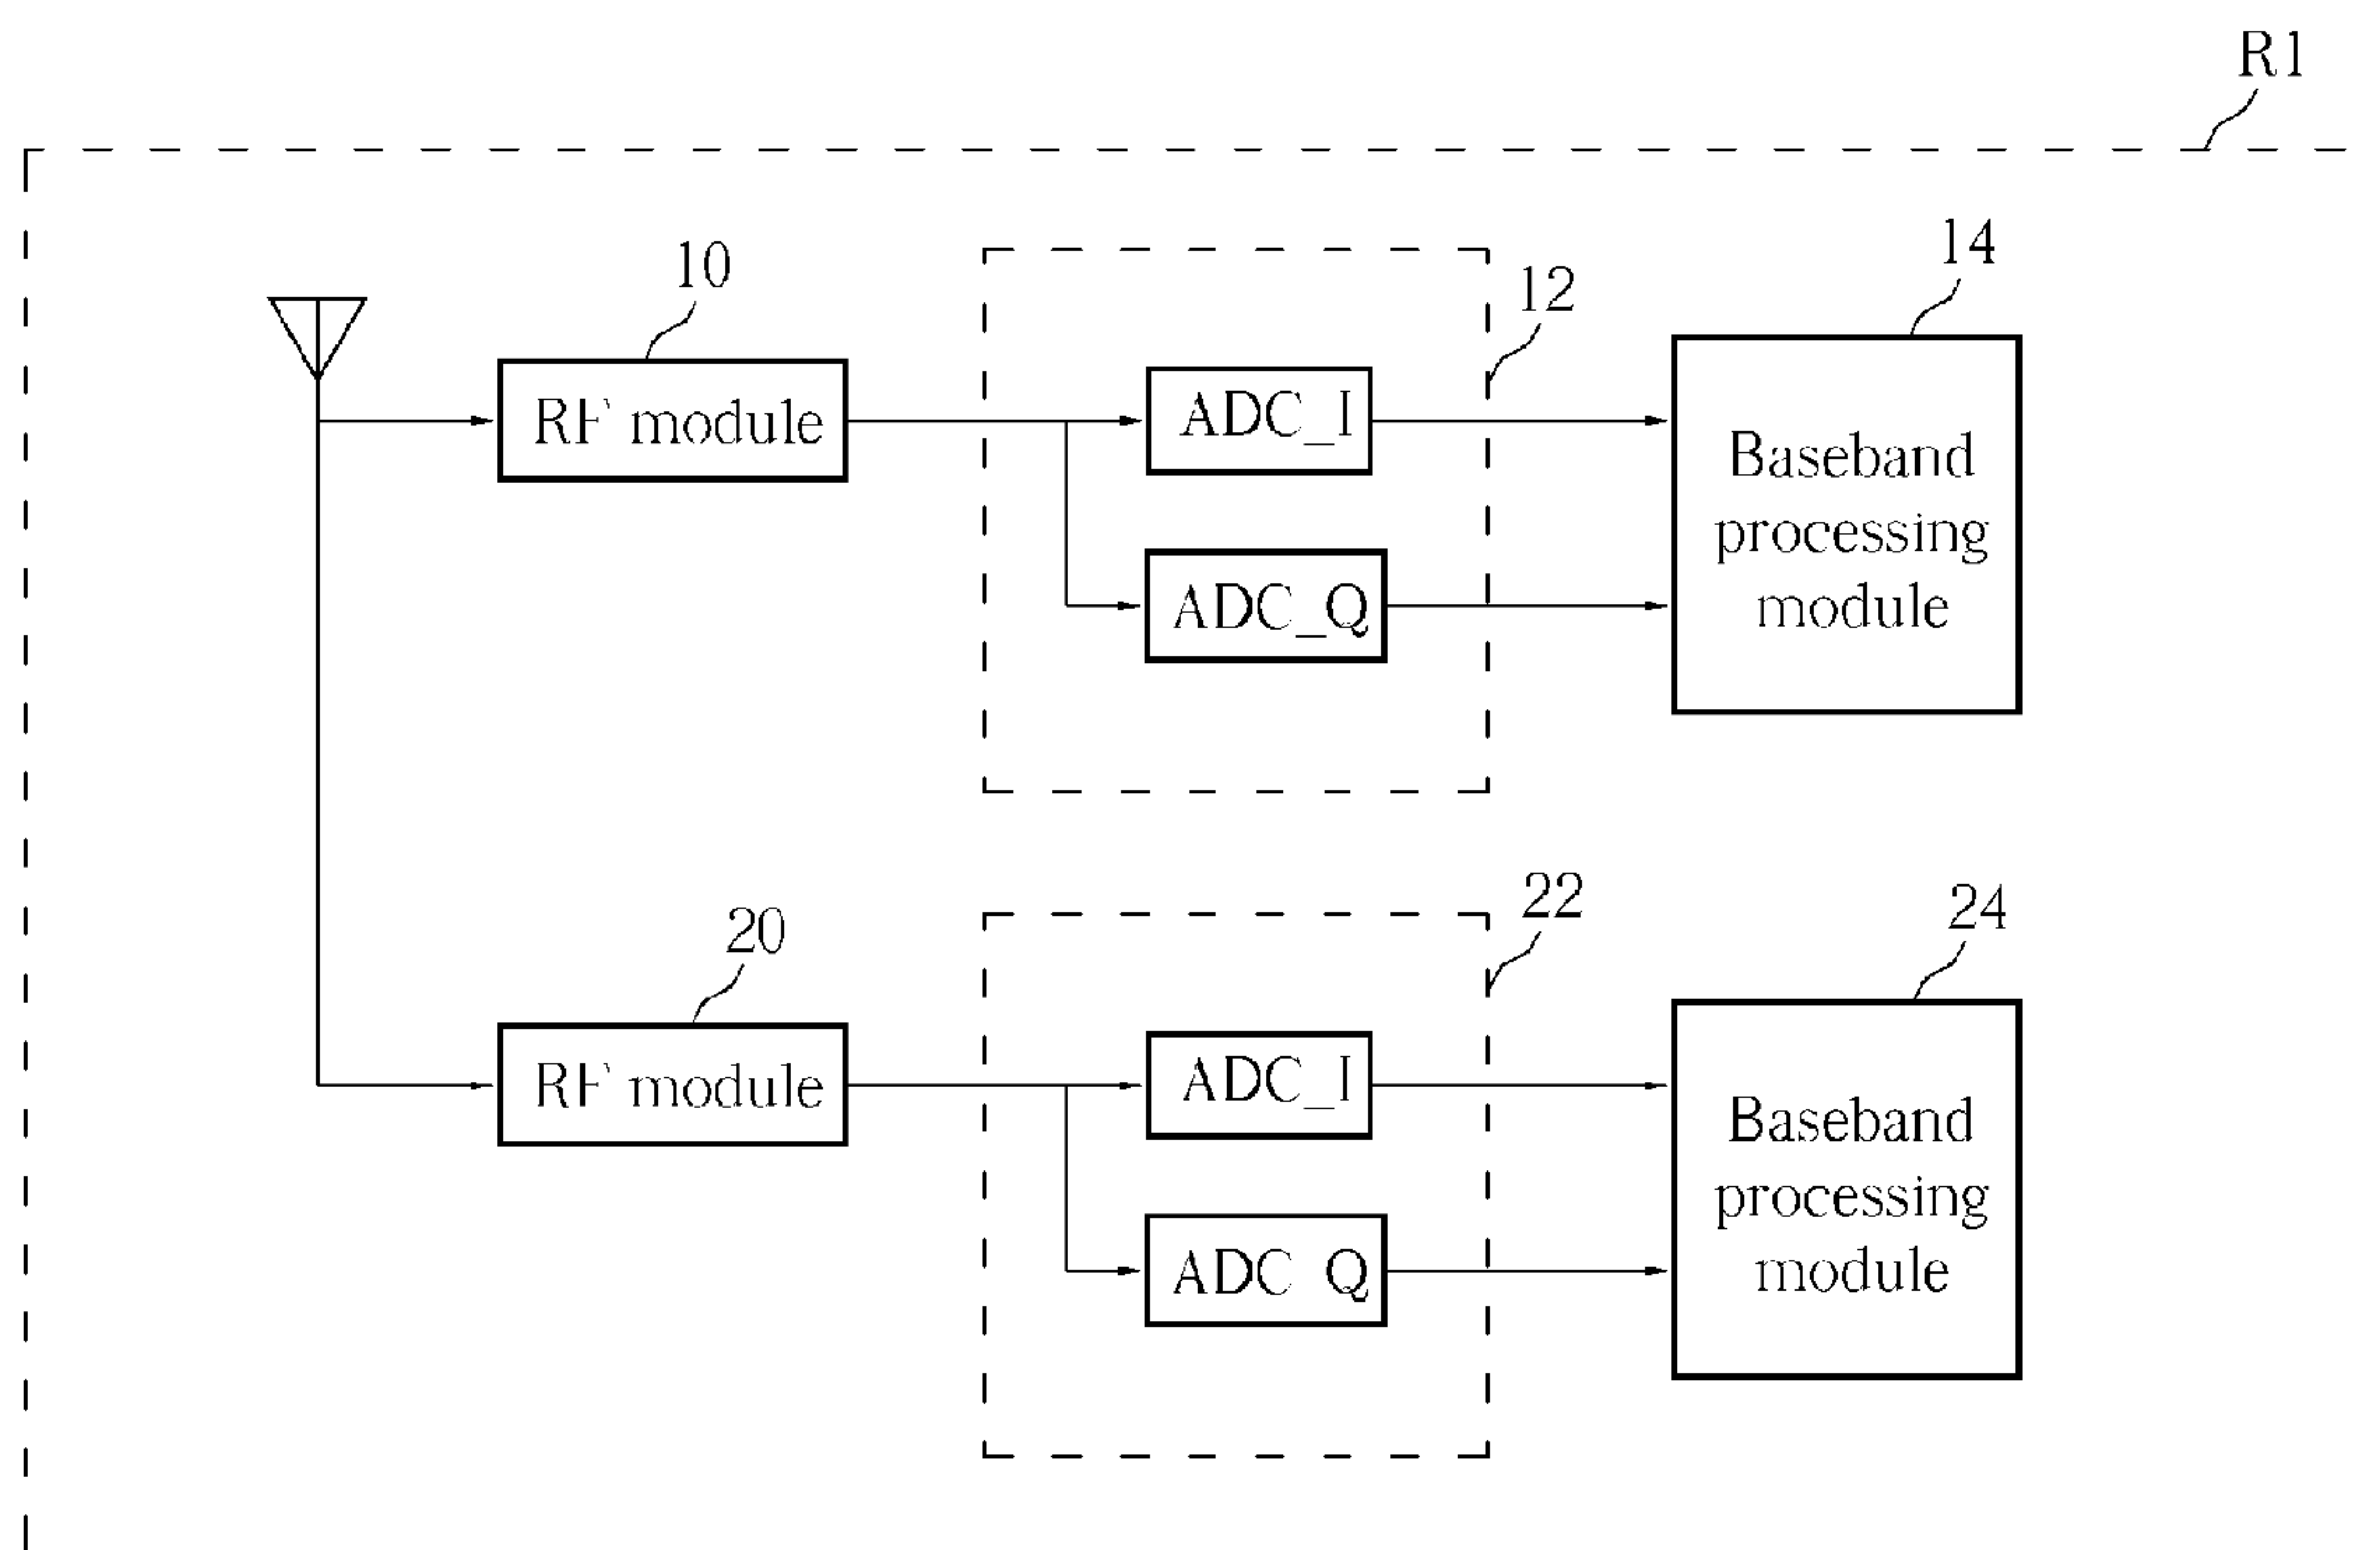 R1
10
12
14
RF module
ADC_I
ADC_Q
Baseband
processing
module
20
22
24
RF module
ADC_I
ADC Q
Baseband
processing
module